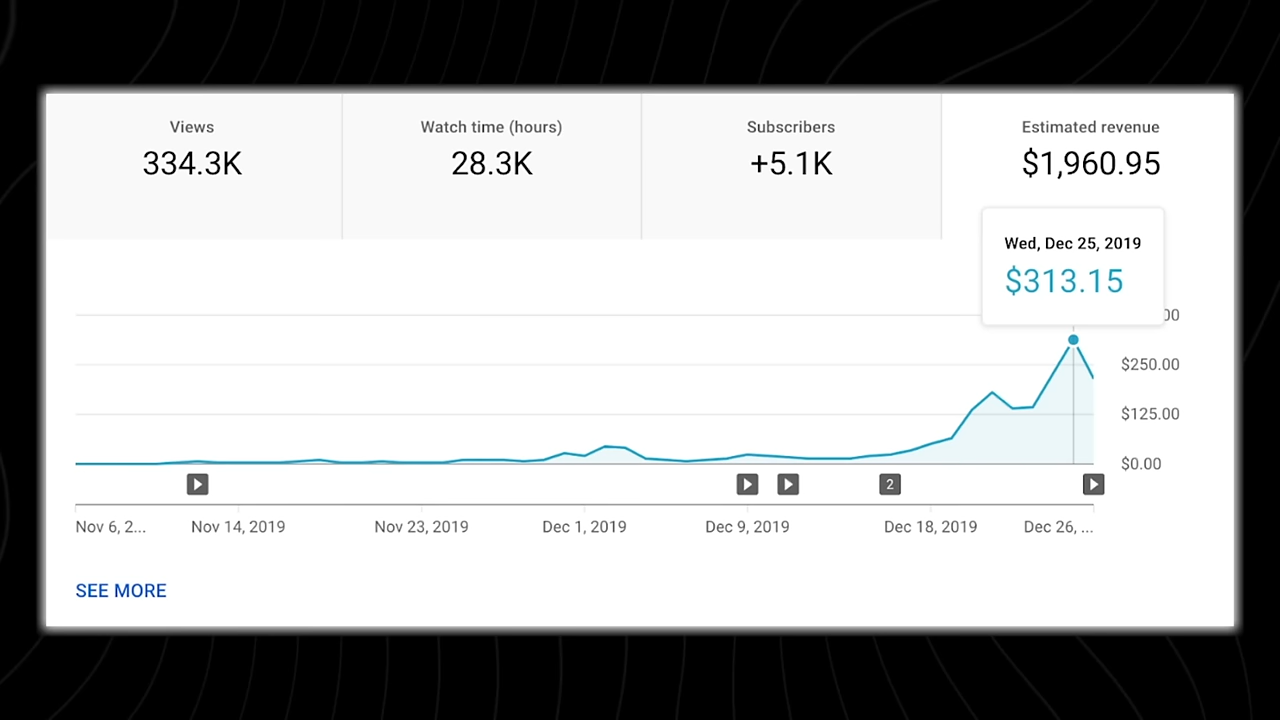 Views
334.3K
Watch time (hours)
28.3K
Subscribers
+5.1K
Estimated revenue
$1,960.95
Wed, Dec 25, 2019
$313.15
00
$250.00
$125.00
$0.00
2
Nov 6, 2... Nov 14, 2019 Nov 23, 2019 Dec 1, 2019 Dec 9, 2019 Dec 18, 2019 Dec 26, ...
SEE MORE